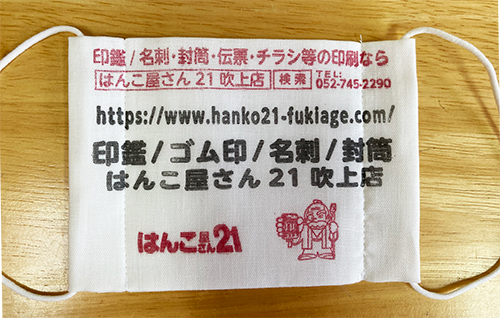 印鑑/名刺・封筒・伝票・チラシ等の印刷なら
はんこ屋さん21吹上店 検索 TEL: 052-745-2290
https://www.hanko21-fukiage.com/
印鑑/ゴム印/名刺/封筒
はんこ屋さん21吹上店
はんこ屋さん21